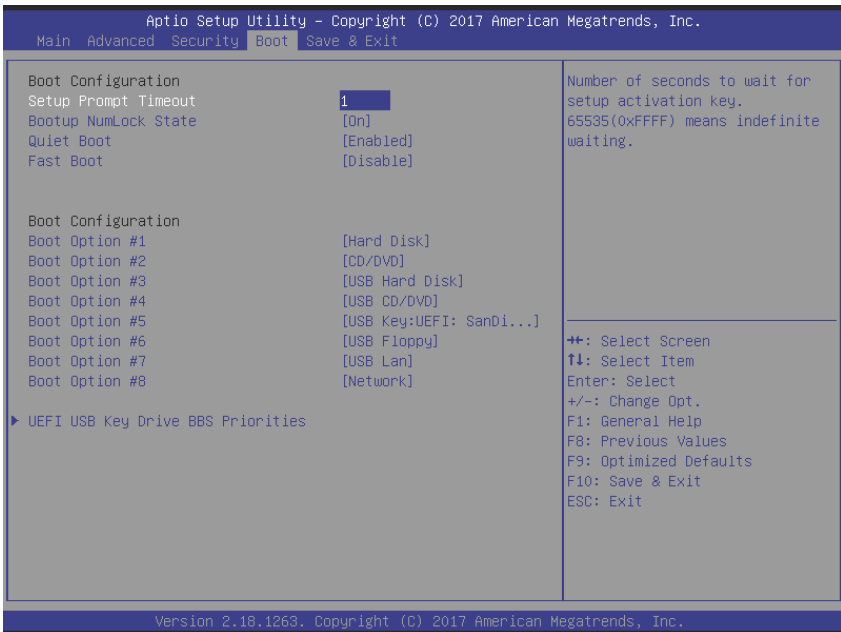 Aptio Setup Utility – Copyright (C) 2017 American Megatrends, Inc.
Main Advanced Security Boot Save & Exit
Boot Configuration
Setup Prompt Timeout 1
Bootup NumLock State [On]
Quiet Boot [Enabled]
Fast Boot [Disable]
Boot Configuration
Boot Option #1 [Hard Disk]
Boot Option #2 [CD/DVD]
Boot Option #3 [USB Hard Disk]
Boot Option #4 [USB CD/DVD]
Boot Option #5 [USB Key:UEFI: SanDi...]
Boot Option #6 [USB Floppy]
Boot Option #7 [USB Lan]
Boot Option #8 [Network]
UEFI USB Key Drive BBS Priorities
Number of seconds to wait for
setup activation key.
65535(0xFFFF) means indefinite
waiting.
→←: Select Screen
↑↓: Select Item
Enter: Select
+/-: Change Opt.
F1: General Help
F8: Previous Values
F9: Optimized Defaults
F10: Save & Exit
ESC: Exit
Version 2.18.1263. Copyright (C) 2017 American Megatrends, Inc.